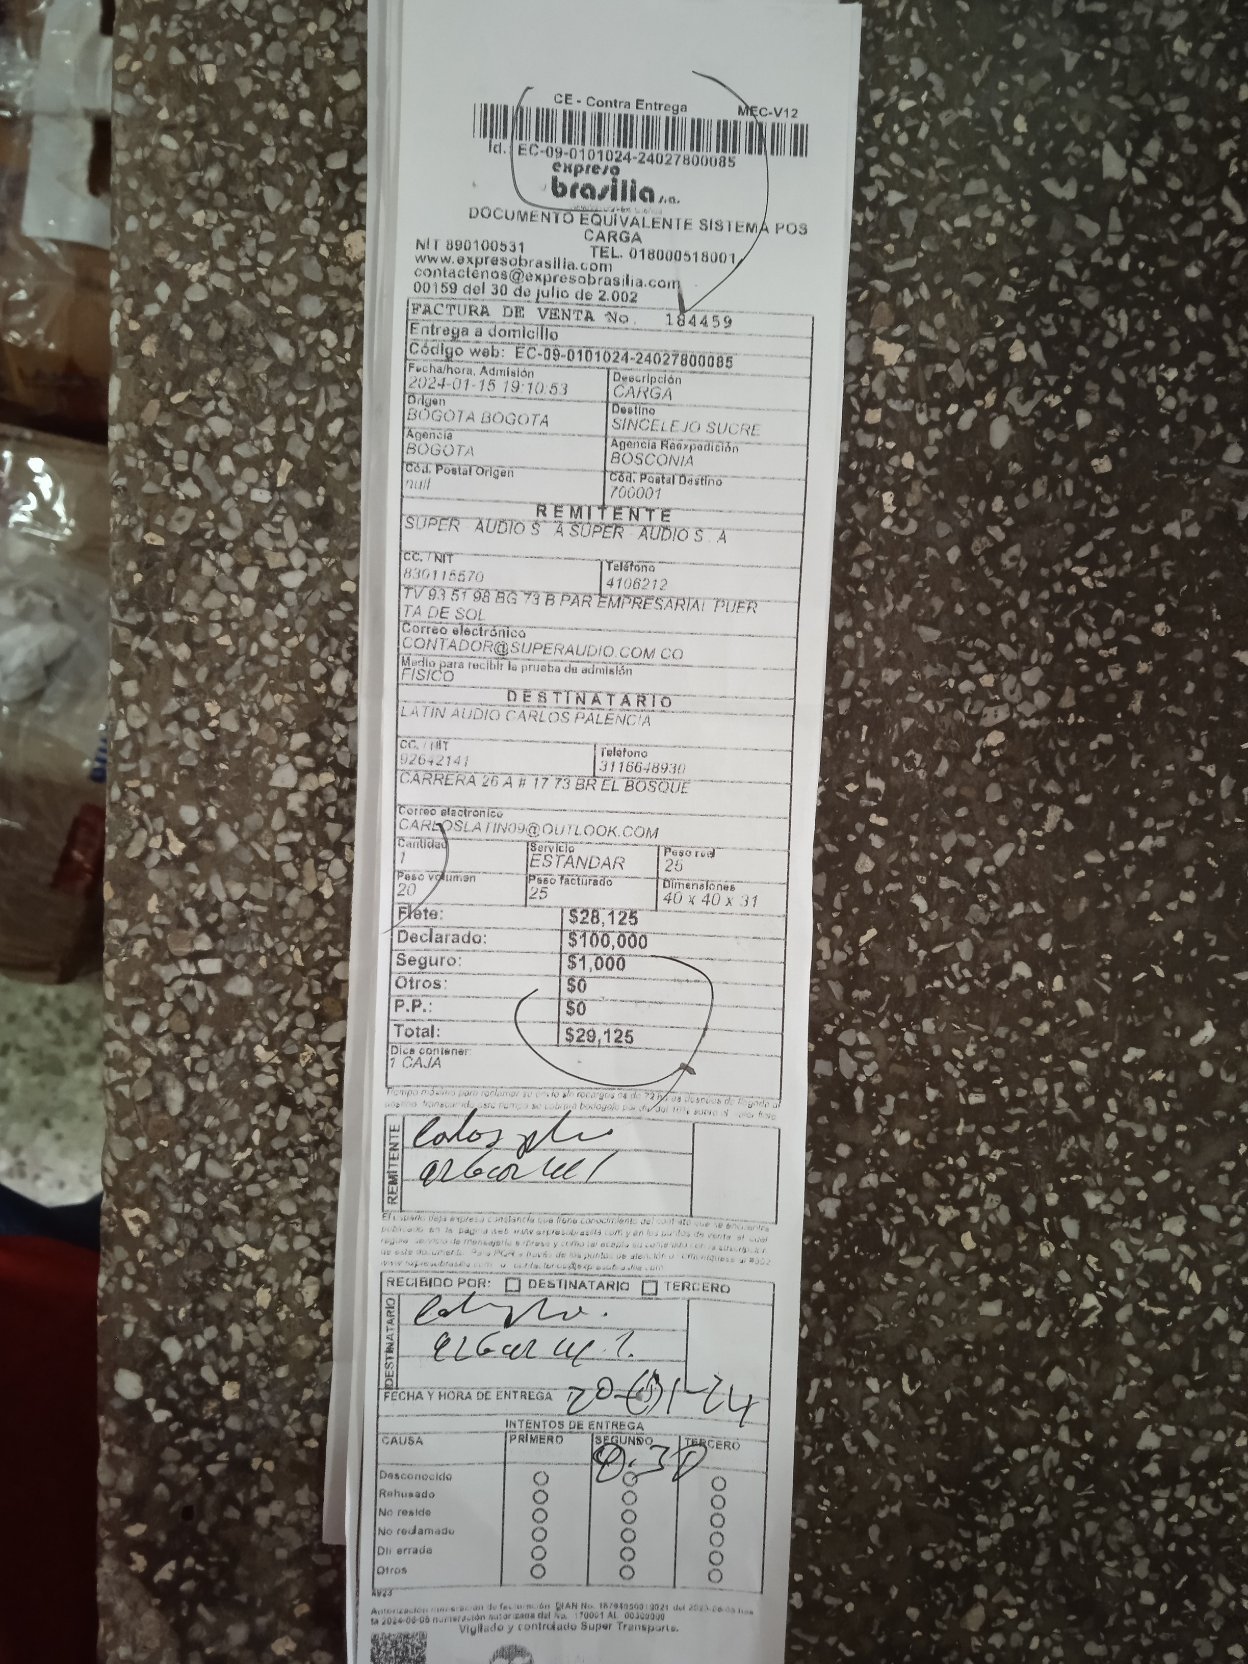 CE - Contra Entrega MEC-V12
Id. EC-09-0101024-24027800085
expreso
brasilia s.a.
DOCUMENTO EQUIVALENTE SISTEMA POS
CARGA
NIT 890100531 TEL. 018000518001
www.expresobrasilia.com
contactenos@expresobrasilia.com
00159 del 30 de julio de 2.002
FACTURA DE VENTA No. 184459
Entrega a domicilio
Código web: EC-09-0101024-24027800085
Fecha/hora. Admisión Descripción
2024-01-15 19:10:53 CARGA
Origen Destino
BOGOTA BOGOTA SINCELEJO SUCRE
Agencia Agencia Reexpedición
BOGOTA BOSCONIA
Cód. Postal Origen Cód. Postal Destino
null 700001
REMITENTE
SUPER - AUDIO S . A SUPER - AUDIO S . A
CC. / NIT Teléfono
830115570 4106212
TV 93 51 98 BG 73 B PAR EMPRESARIAL PUER
TA DE SOL
Correo electrónico
CONTADOR@SUPERAUDIO.COM CO
Medio para recibir la prueba de admisión
FISICO
DESTINATARIO
LATIN AUDIO CARLOS PALENCIA
CC. / NIT Teléfono
92642141 3116648930
CARRERA 26 A # 17 73 BR EL BOSQUE
Correo electronico
CARLOSLATIN09@OUTLOOK.COM
Cantidad Servicio Peso real
1 ESTANDAR 25
Peso volumen Peso facturado Dimensiones
20 25 40 x 40 x 31
Flete: $28,125
Declarado: $100,000
Seguro: $1,000
Otros: $0
P.P.: $0
Total: $29,125
Dice contener:
1 CAJA
REMITENTE
RECIBIDO POR: DESTINATARIO TERCERO
DESTINATARIO
FECHA Y HORA DE ENTREGA 20-01-24
INTENTOS DE ENTREGA
CAUSA PRIMERO SEGUNDO TERCERO
Desconocido
Rehusado
No reside
No reclamado
Dir errada
Otros
Vigilado y controlado Super Transporte.